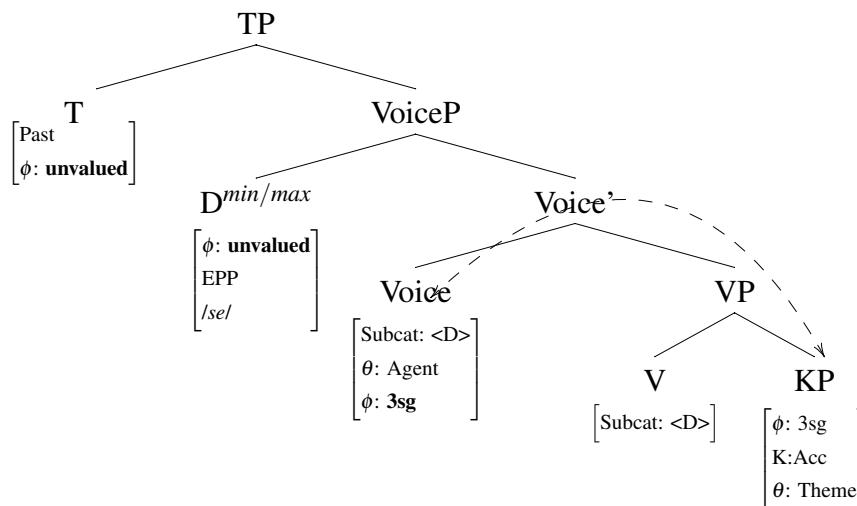 TP
T VoiceP
Past
ϕ: unvalued
D^{min/max} Voice’
ϕ: unvalued
EPP
/se/
Voice VP
Subcat: <D>
θ: Agent
ϕ: 3sg
V KP
Subcat: <D>
ϕ: 3sg
K:Acc
θ: Theme